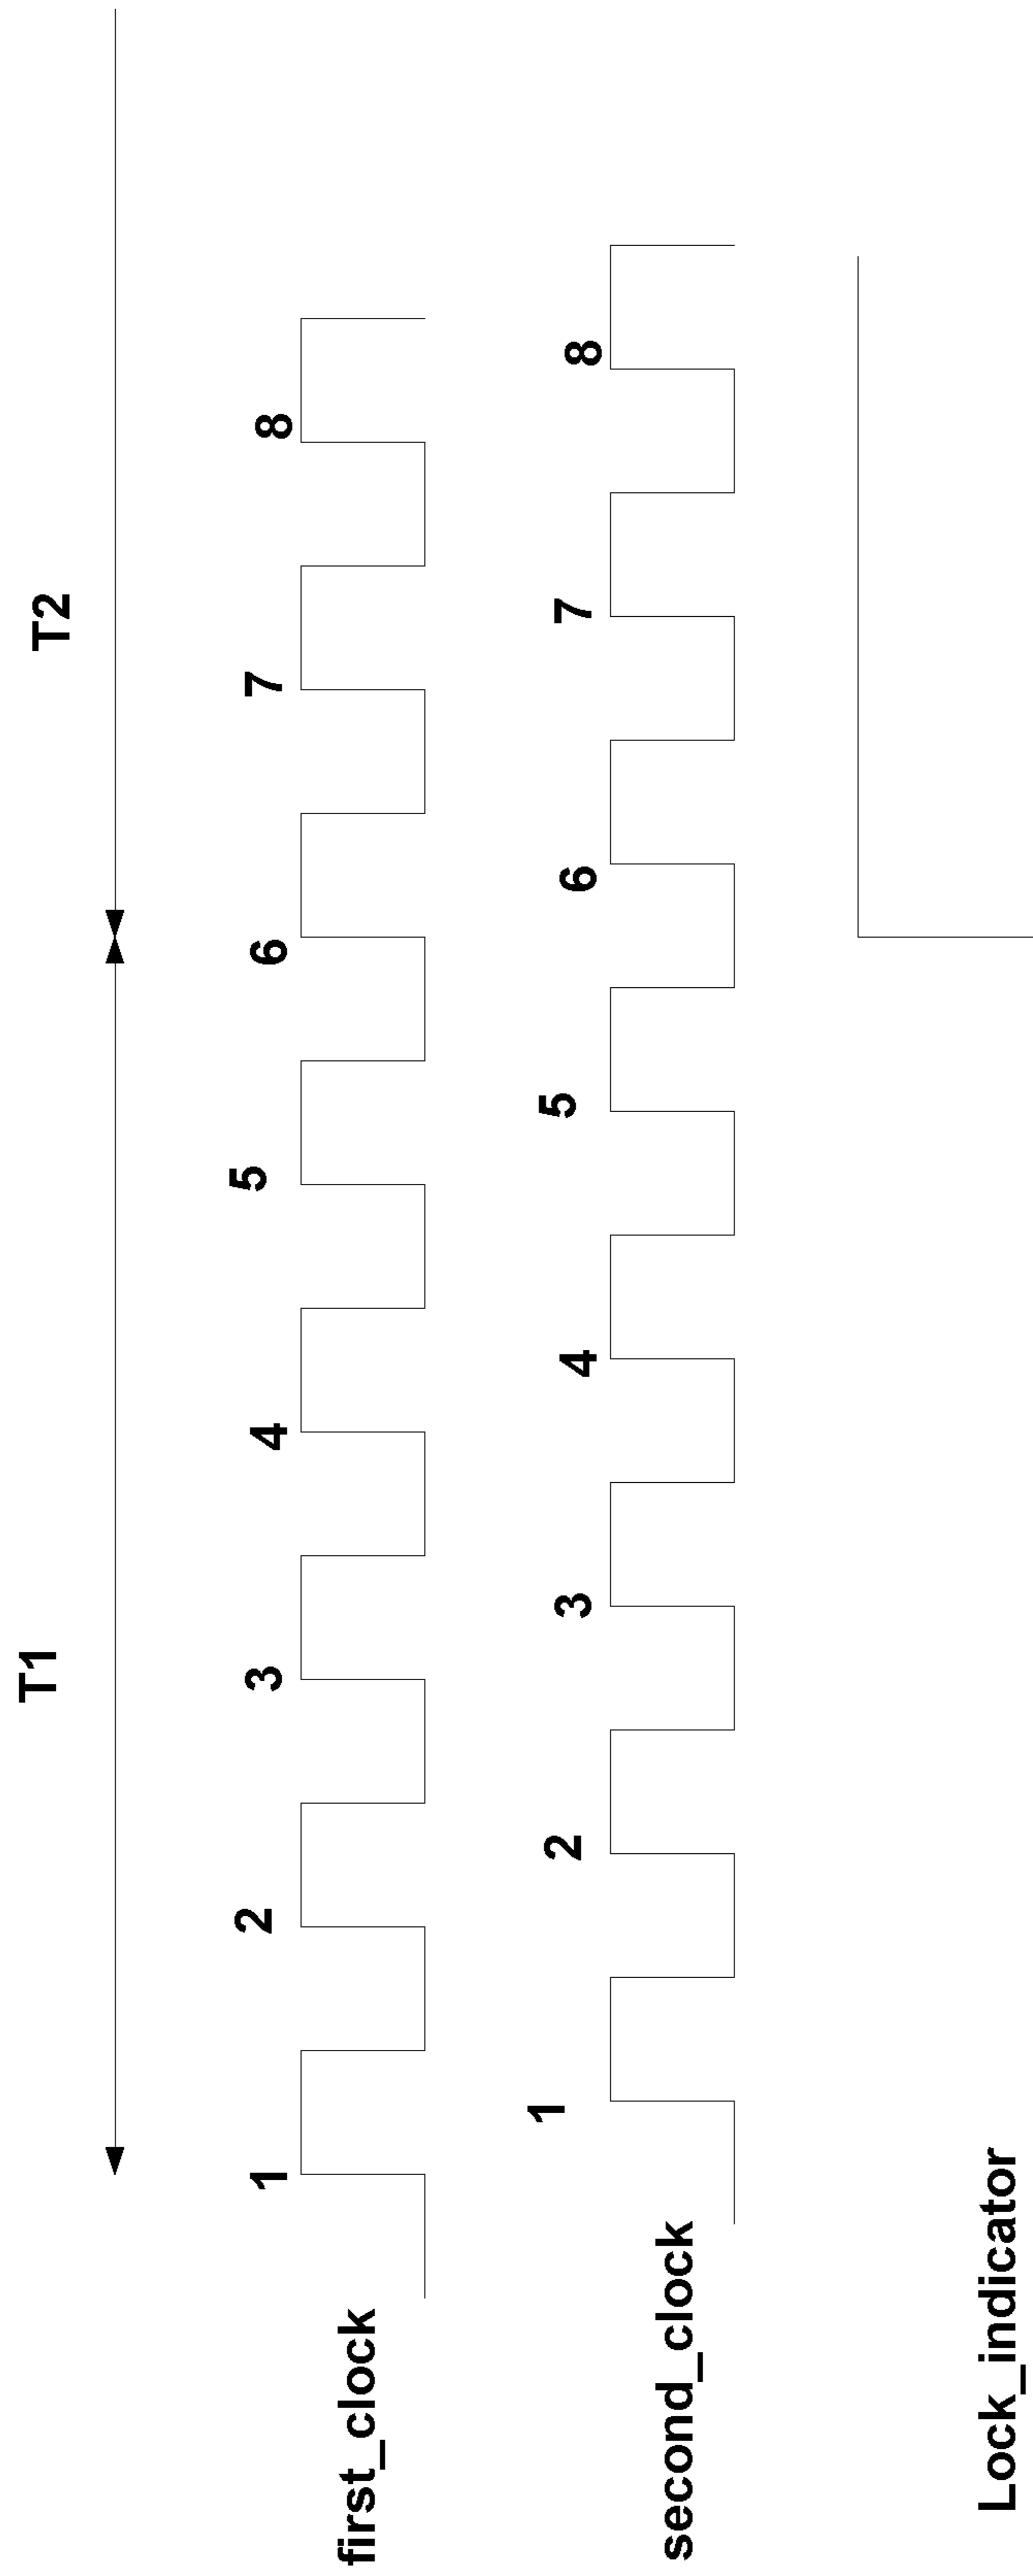 T1 T2
1 2 3 4 5 6 7 8
first_clock
1 2 3 4 5 6 7 8
second_clock
Lock_indicator